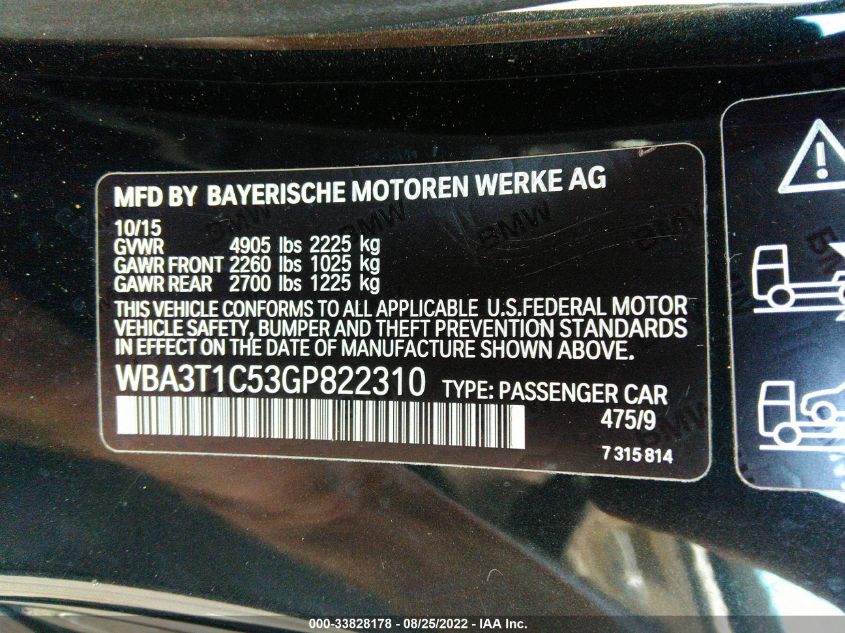 MFD BY BAYERISCHE MOTOREN WERKE AG
10/15
GVWR 4905 lbs 2225 kg
GAWR FRONT 2260 lbs 1025 kg
GAWR REAR 2700 lbs 1225 kg
THIS VEHICLE CONFORMS TO ALL APPLICABLE U.S.FEDERAL MOTOR
VEHICLE SAFETY, BUMPER AND THEFT PREVENTION STANDARDS
IN EFFECT ON THE DATE OF MANUFACTURE SHOWN ABOVE.
WBA3T1C53GP822310 TYPE: PASSENGER CAR
475/9
7 315 814
BMW
BMW
000-33828178 - 08/25/2022 - IAA Inc.